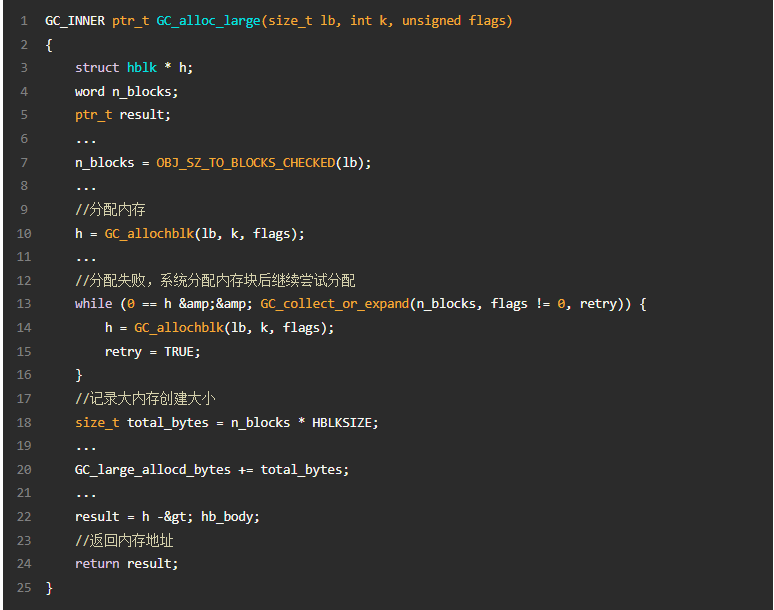 1 GC_INNER ptr_t GC_alloc_large(size_t lb, int k, unsigned flags)
2 {
3     struct hblk * h;
4     word n_blocks;
5     ptr_t result;
6     ...
7     n_blocks = OBJ_SZ_TO_BLOCKS_CHECKED(lb);
8     ...
9     //分配内存
10     h = GC_allochblk(lb, k, flags);
11     ...
12     //分配失败，系统分配内存块后继续尝试分配
13     while (0 == h &amp;&amp; GC_collect_or_expand(n_blocks, flags != 0, retry)) {
14         h = GC_allochblk(lb, k, flags);
15         retry = TRUE;
16     }
17     //记录大内存创建大小
18     size_t total_bytes = n_blocks * HBLKSIZE;
19     ...
20     GC_large_allocd_bytes += total_bytes;
21     ...
22     result = h -&gt; hb_body;
23     //返回内存地址
24     return result;
25 }